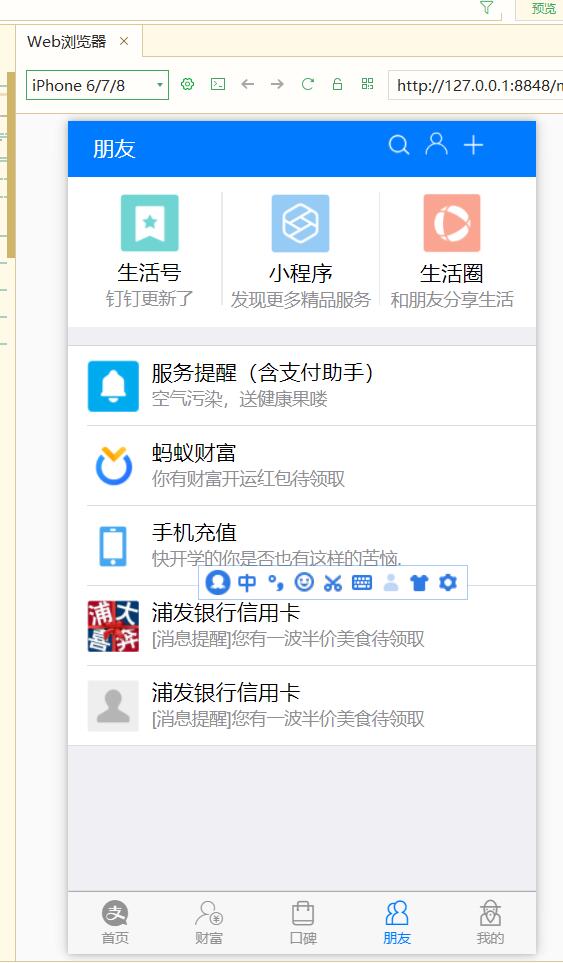 预览
Web浏览器 ×
iPhone 6/7/8
http://127.0.0.1:8848/m
朋友
生活号
钉钉更新了
小程序
发现更多精品服务
生活圈
和朋友分享生活
服务提醒（含支付助手）
空气污染，送健康果喽
蚂蚁财富
你有财富开运红包待领取
手机充值
快开学的你是否也有这样的苦恼.
中
浦发银行信用卡
[消息提醒]您有一波半价美食待领取
浦发银行信用卡
[消息提醒]您有一波半价美食待领取
首页
财富
口碑
朋友
我的